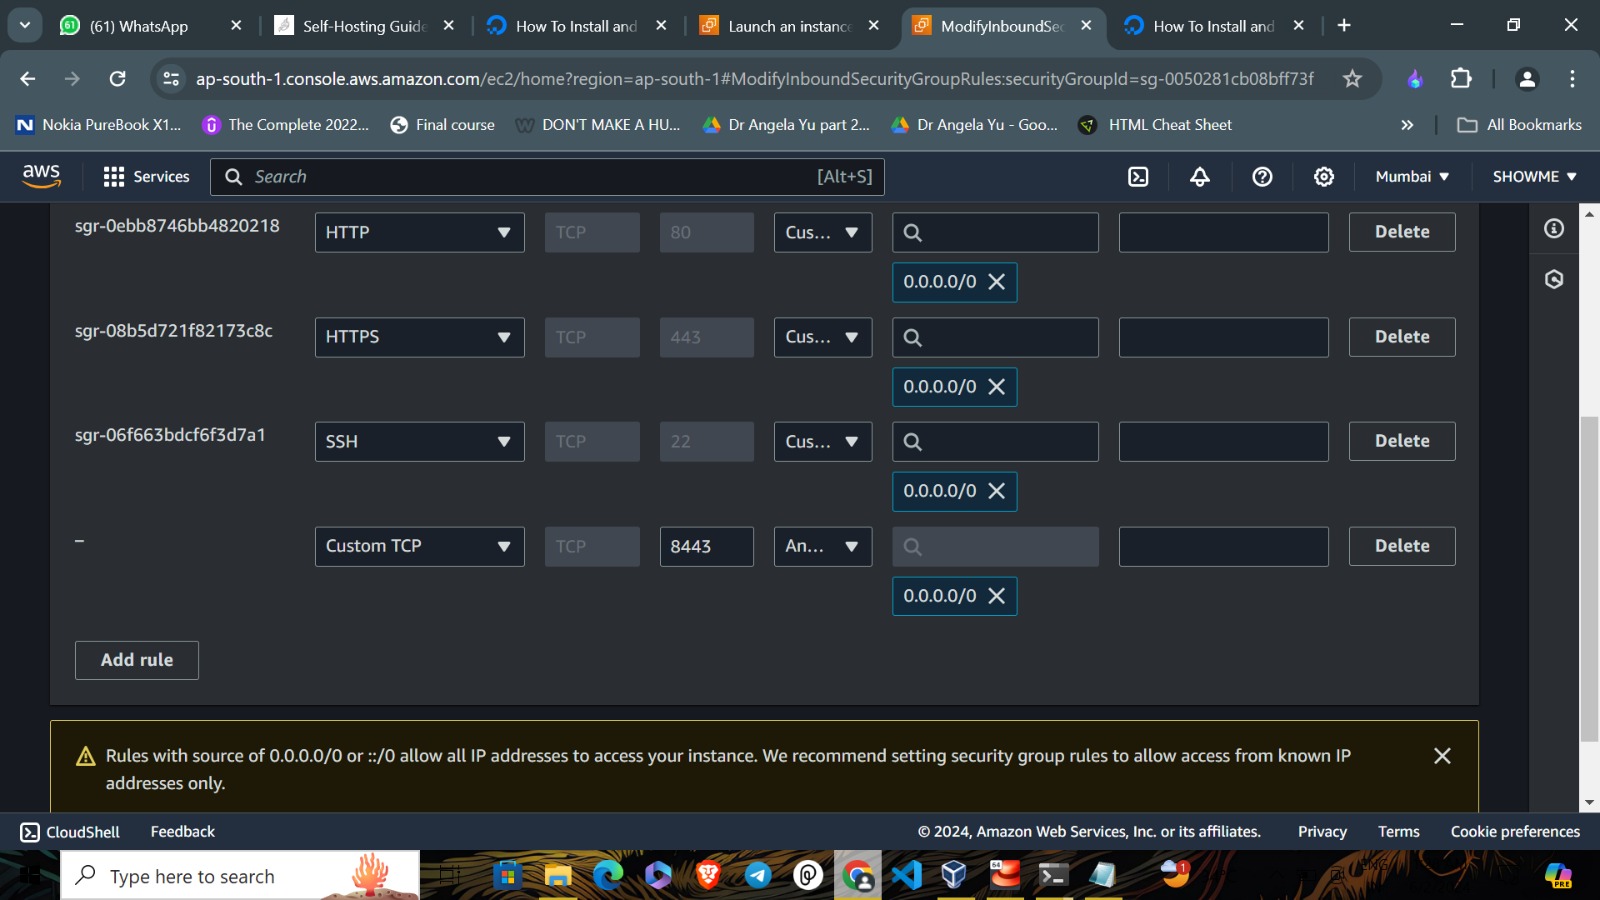 (61) WhatsApp
Self-Hosting Guide
How To Install and
Launch an instance
ModifyInboundSec
How To Install and
ap-south-1.console.aws.amazon.com/ec2/home?region=ap-south-1#ModifyInboundSecurityGroupRules:securityGroupId=sg-0050281cb08bff73f
Nokia PureBook X1...
The Complete 2022...
Final course
DON'T MAKE A HU...
Dr Angela Yu part 2...
Dr Angela Yu - Goo...
HTML Cheat Sheet
All Bookmarks
aws
Services
Search
[Alt+S]
Mumbai
SHOWME
sgr-0ebb8746bb4820218
HTTP
TCP
80
Cus...
Delete
0.0.0.0/0
sgr-08b5d721f82173c8c
HTTPS
TCP
443
Cus...
Delete
0.0.0.0/0
sgr-06f663bdcf6f3d7a1
SSH
TCP
22
Cus...
Delete
0.0.0.0/0
–
Custom TCP
TCP
8443
An...
Delete
0.0.0.0/0
Add rule
Rules with source of 0.0.0.0/0 or ::/0 allow all IP addresses to access your instance. We recommend setting security group rules to allow access from known IP
addresses only.
CloudShell
Feedback
© 2024, Amazon Web Services, Inc. or its affiliates.
Privacy
Terms
Cookie preferences
Type here to search